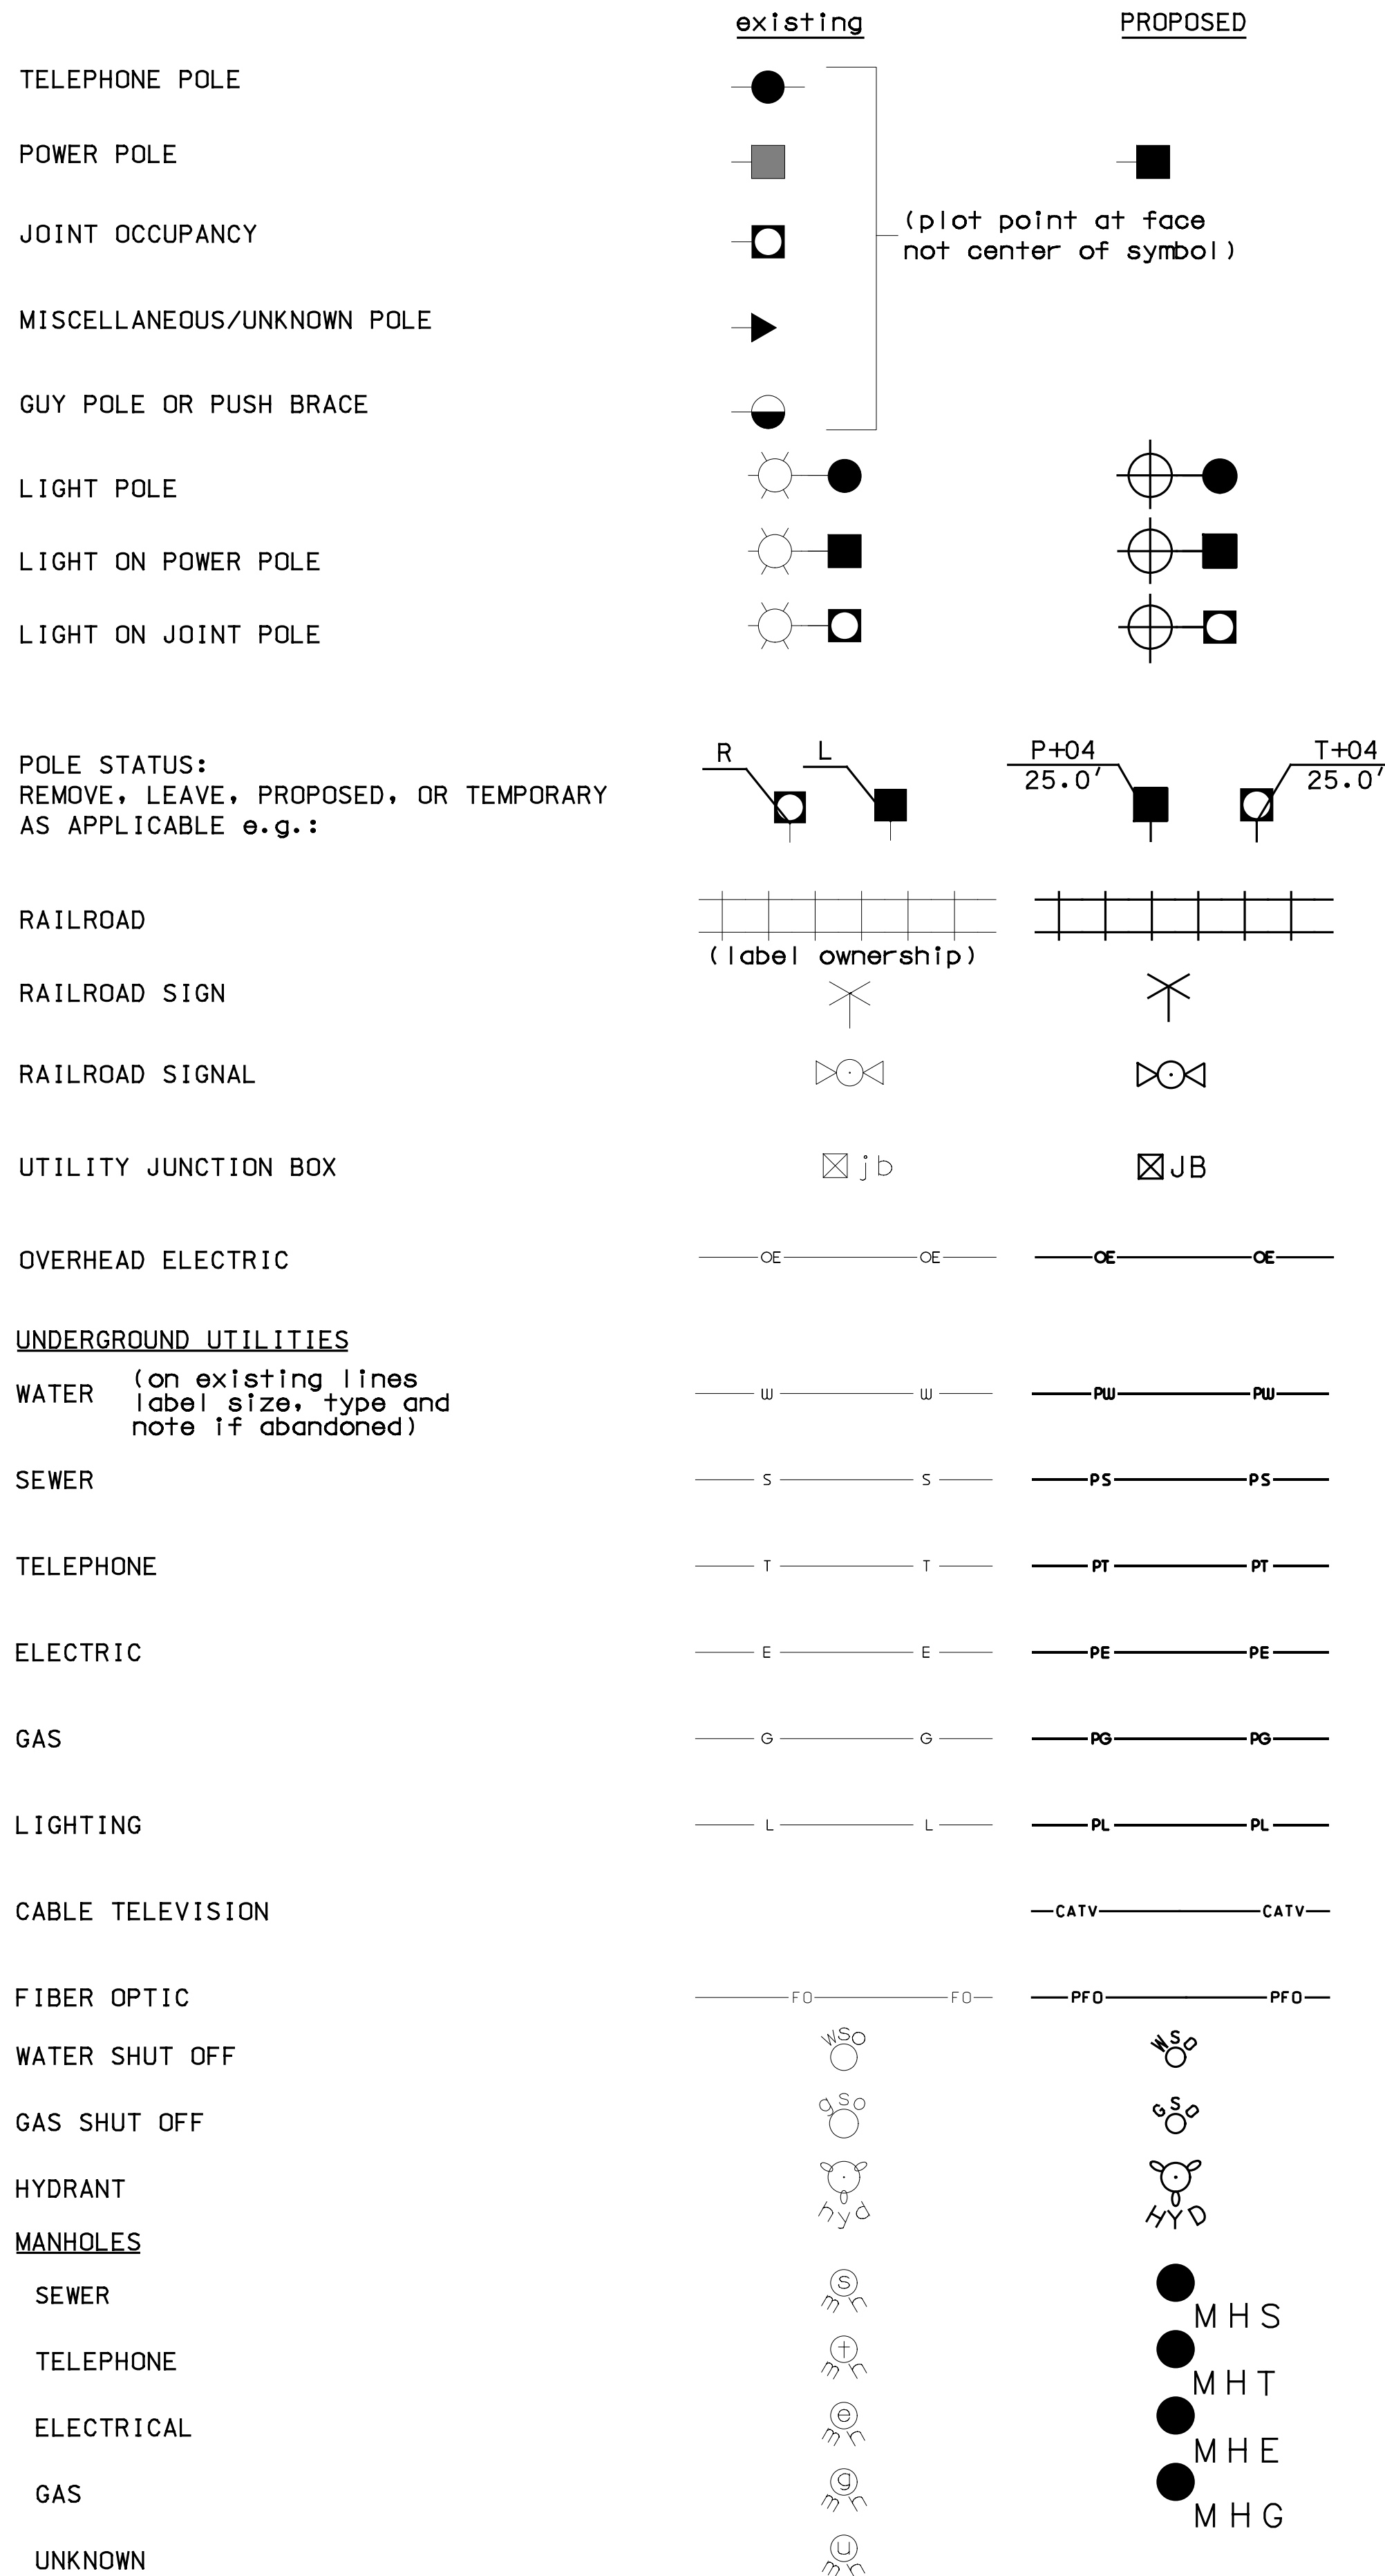 existing PROPOSED
TELEPHONE POLE
POWER POLE
JOINT OCCUPANCY
(plot point at face
not center of symbol)
MISCELLANEOUS/UNKNOWN POLE
GUY POLE OR PUSH BRACE
LIGHT POLE
LIGHT ON POWER POLE
LIGHT ON JOINT POLE
POLE STATUS:
REMOVE, LEAVE, PROPOSED, OR TEMPORARY
AS APPLICABLE e.g.:
R L P+04 T+04
25.0' 25.0'
RAILROAD
(label ownership)
RAILROAD SIGN
RAILROAD SIGNAL
UTILITY JUNCTION BOX jb JB
OVERHEAD ELECTRIC OE OE OE OE
UNDERGROUND UTILITIES
WATER (on existing lines
label size, type and
note if abandoned)
W W PW PW
SEWER S S PS PS
TELEPHONE T T PT PT
ELECTRIC E E PE PE
GAS G G PG PG
LIGHTING L L PL PL
CABLE TELEVISION CATV CATV
FIBER OPTIC FO FO PFO PFO
WATER SHUT OFF wso WSO
GAS SHUT OFF gso GSO
HYDRANT hyd HYD
MANHOLES
SEWER s mh MHS
TELEPHONE t mh MHT
ELECTRICAL e mh MHE
GAS g mh MHG
UNKNOWN u mh